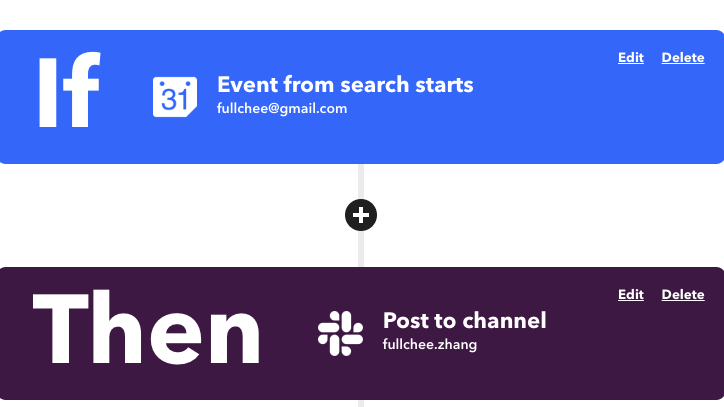 If
31
Event from search starts
fullchee@gmail.com
Edit Delete
Then
Post to channel
fullchee.zhang
Edit Delete